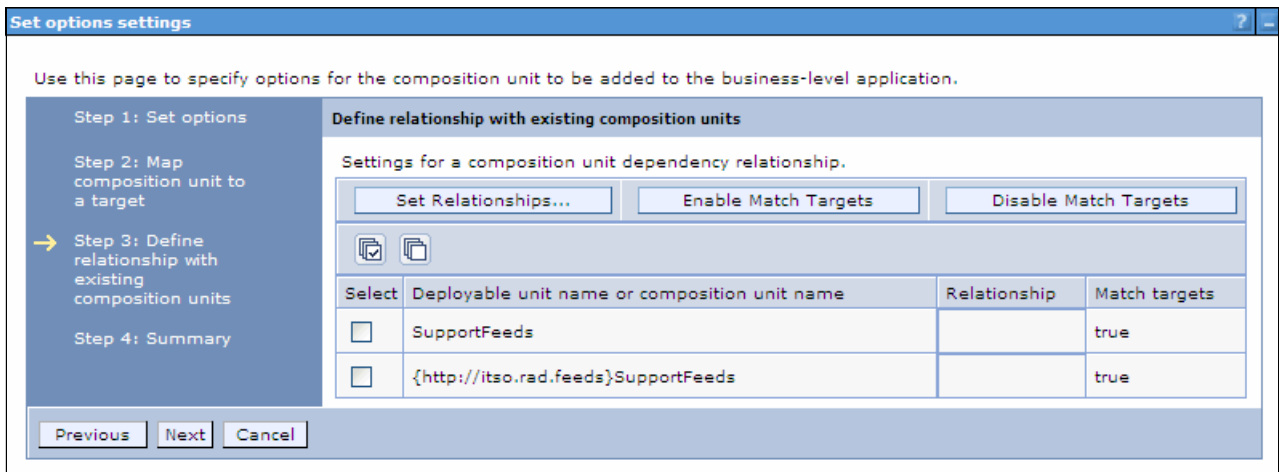 Set options settings
?
Use this page to specify options for the composition unit to be added to the business-level application.
Step 1: Set options
Step 2: Map
composition unit to
a target
Step 3: Define
relationship with
existing
composition units
Step 4: Summary
Define relationship with existing composition units
Settings for a composition unit dependency relationship.
Set Relationships... Enable Match Targets Disable Match Targets
Select Deployable unit name or composition unit name Relationship Match targets
SupportFeeds true
{http://itso.rad.feeds}SupportFeeds true
Previous Next Cancel